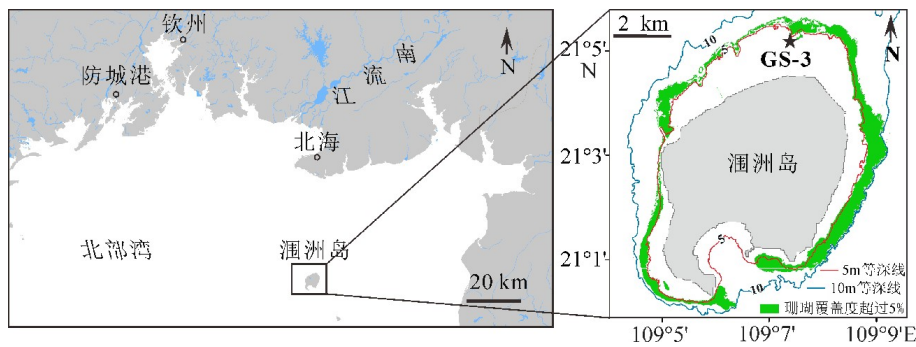 钦州
防城港
南
流
江
北海
北部湾
涠洲岛
20 km
N
2 km
21°5′
N
21°3′
21°1′
10
5
GS-3
N
涠洲岛
5
10
5m等深线
10m等深线
珊瑚覆盖度超过5%
109°5′ 109°7′ 109°9′E